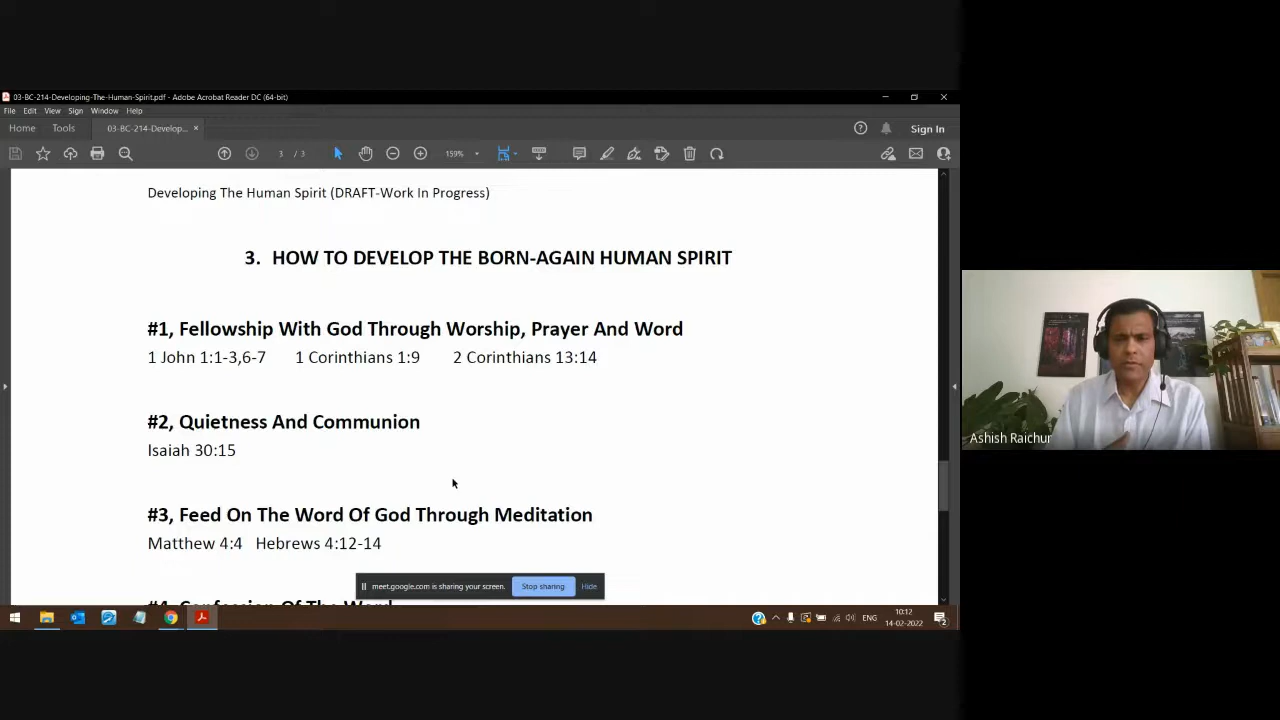 03-BC-214-Developing-The-Human-Spirit.pdf - Adobe Acrobat Reader DC (64-bit)
File Edit View Sign Window Help
Home Tools 03-BC-214-Develop... × Sign In
3 / 3 159%
Developing The Human Spirit (DRAFT-Work In Progress)
3. HOW TO DEVELOP THE BORN-AGAIN HUMAN SPIRIT
#1, Fellowship With God Through Worship, Prayer And Word
1 John 1:1-3,6-7 1 Corinthians 1:9 2 Corinthians 13:14
#2, Quietness And Communion
Isaiah 30:15
#3, Feed On The Word Of God Through Meditation
Matthew 4:4 Hebrews 4:12-14
meet.google.com is sharing your screen. Stop sharing Hide
#4, Confession Of The Word
ENG 10:12
14-02-2022
Ashish Raichur